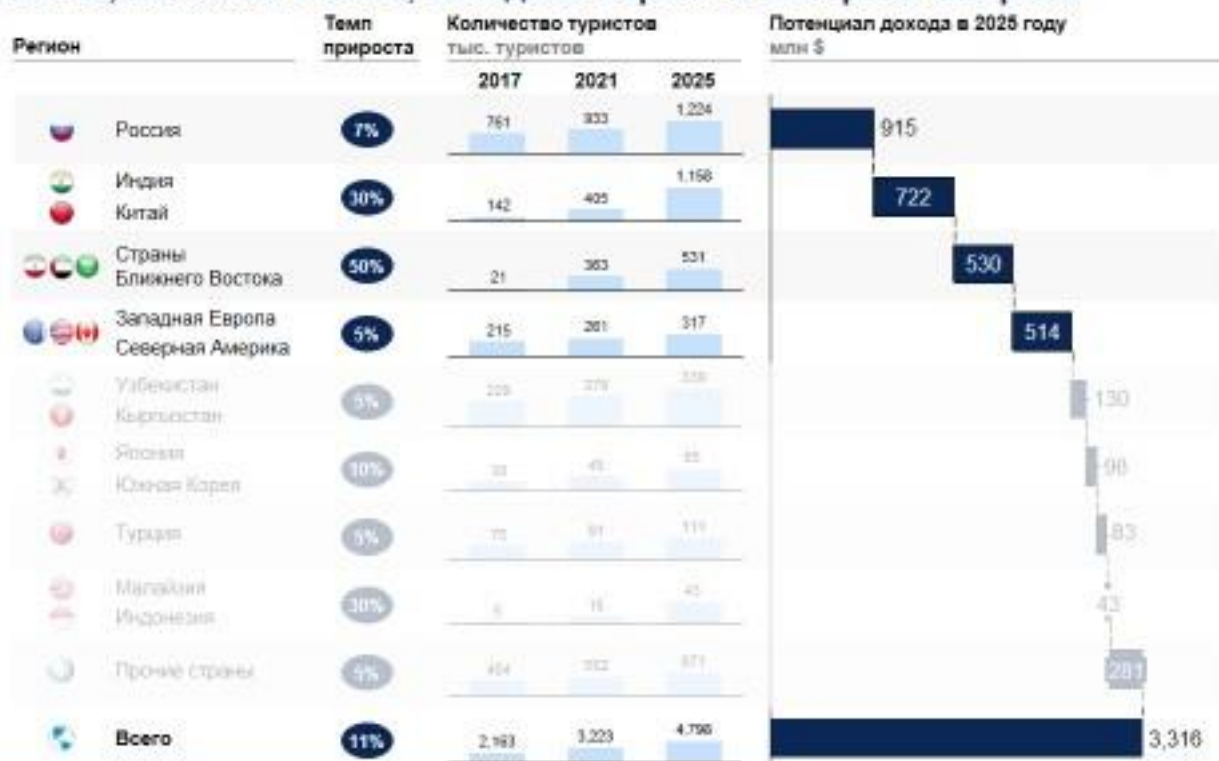 Регион
Темп прироста
Количество туристов
тыс. туристов
Потенциал дохода в 2025 году
млн $
2017 2021 2025
Россия 7% 761 933 1,224 915
Индия
Китай 30% 142 405 1,158 722
Страны
Ближнего Востока 50% 21 363 531 530
Западная Европа
Северная Америка 5% 215 261 317 514
Узбекистан
Кыргызстан 5% 130
Япония
Южная Корея 10% 98
Турция 5% 111 83
Малайзия
Индонезия 30% 43
Прочие страны 5% 281
Всего 11% 2,163 3,223 4,798 3,316